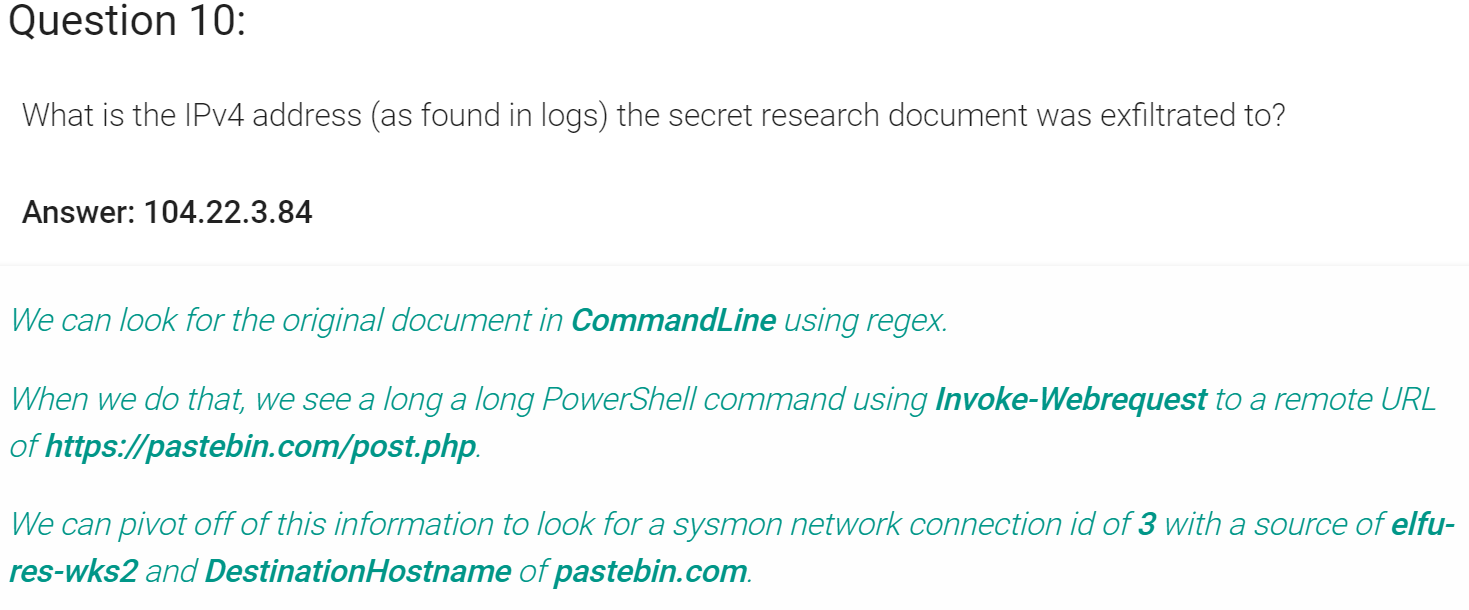 Question 10:
What is the IPv4 address (as found in logs) the secret research document was exfiltrated to?
Answer: 104.22.3.84
We can look for the original document in CommandLine using regex.
When we do that, we see a long a long PowerShell command using Invoke-Webrequest to a remote URL
of https://pastebin.com/post.php.
We can pivot off of this information to look for a sysmon network connection id of 3 with a source of elfu-
res-wks2 and DestinationHostname of pastebin.com.